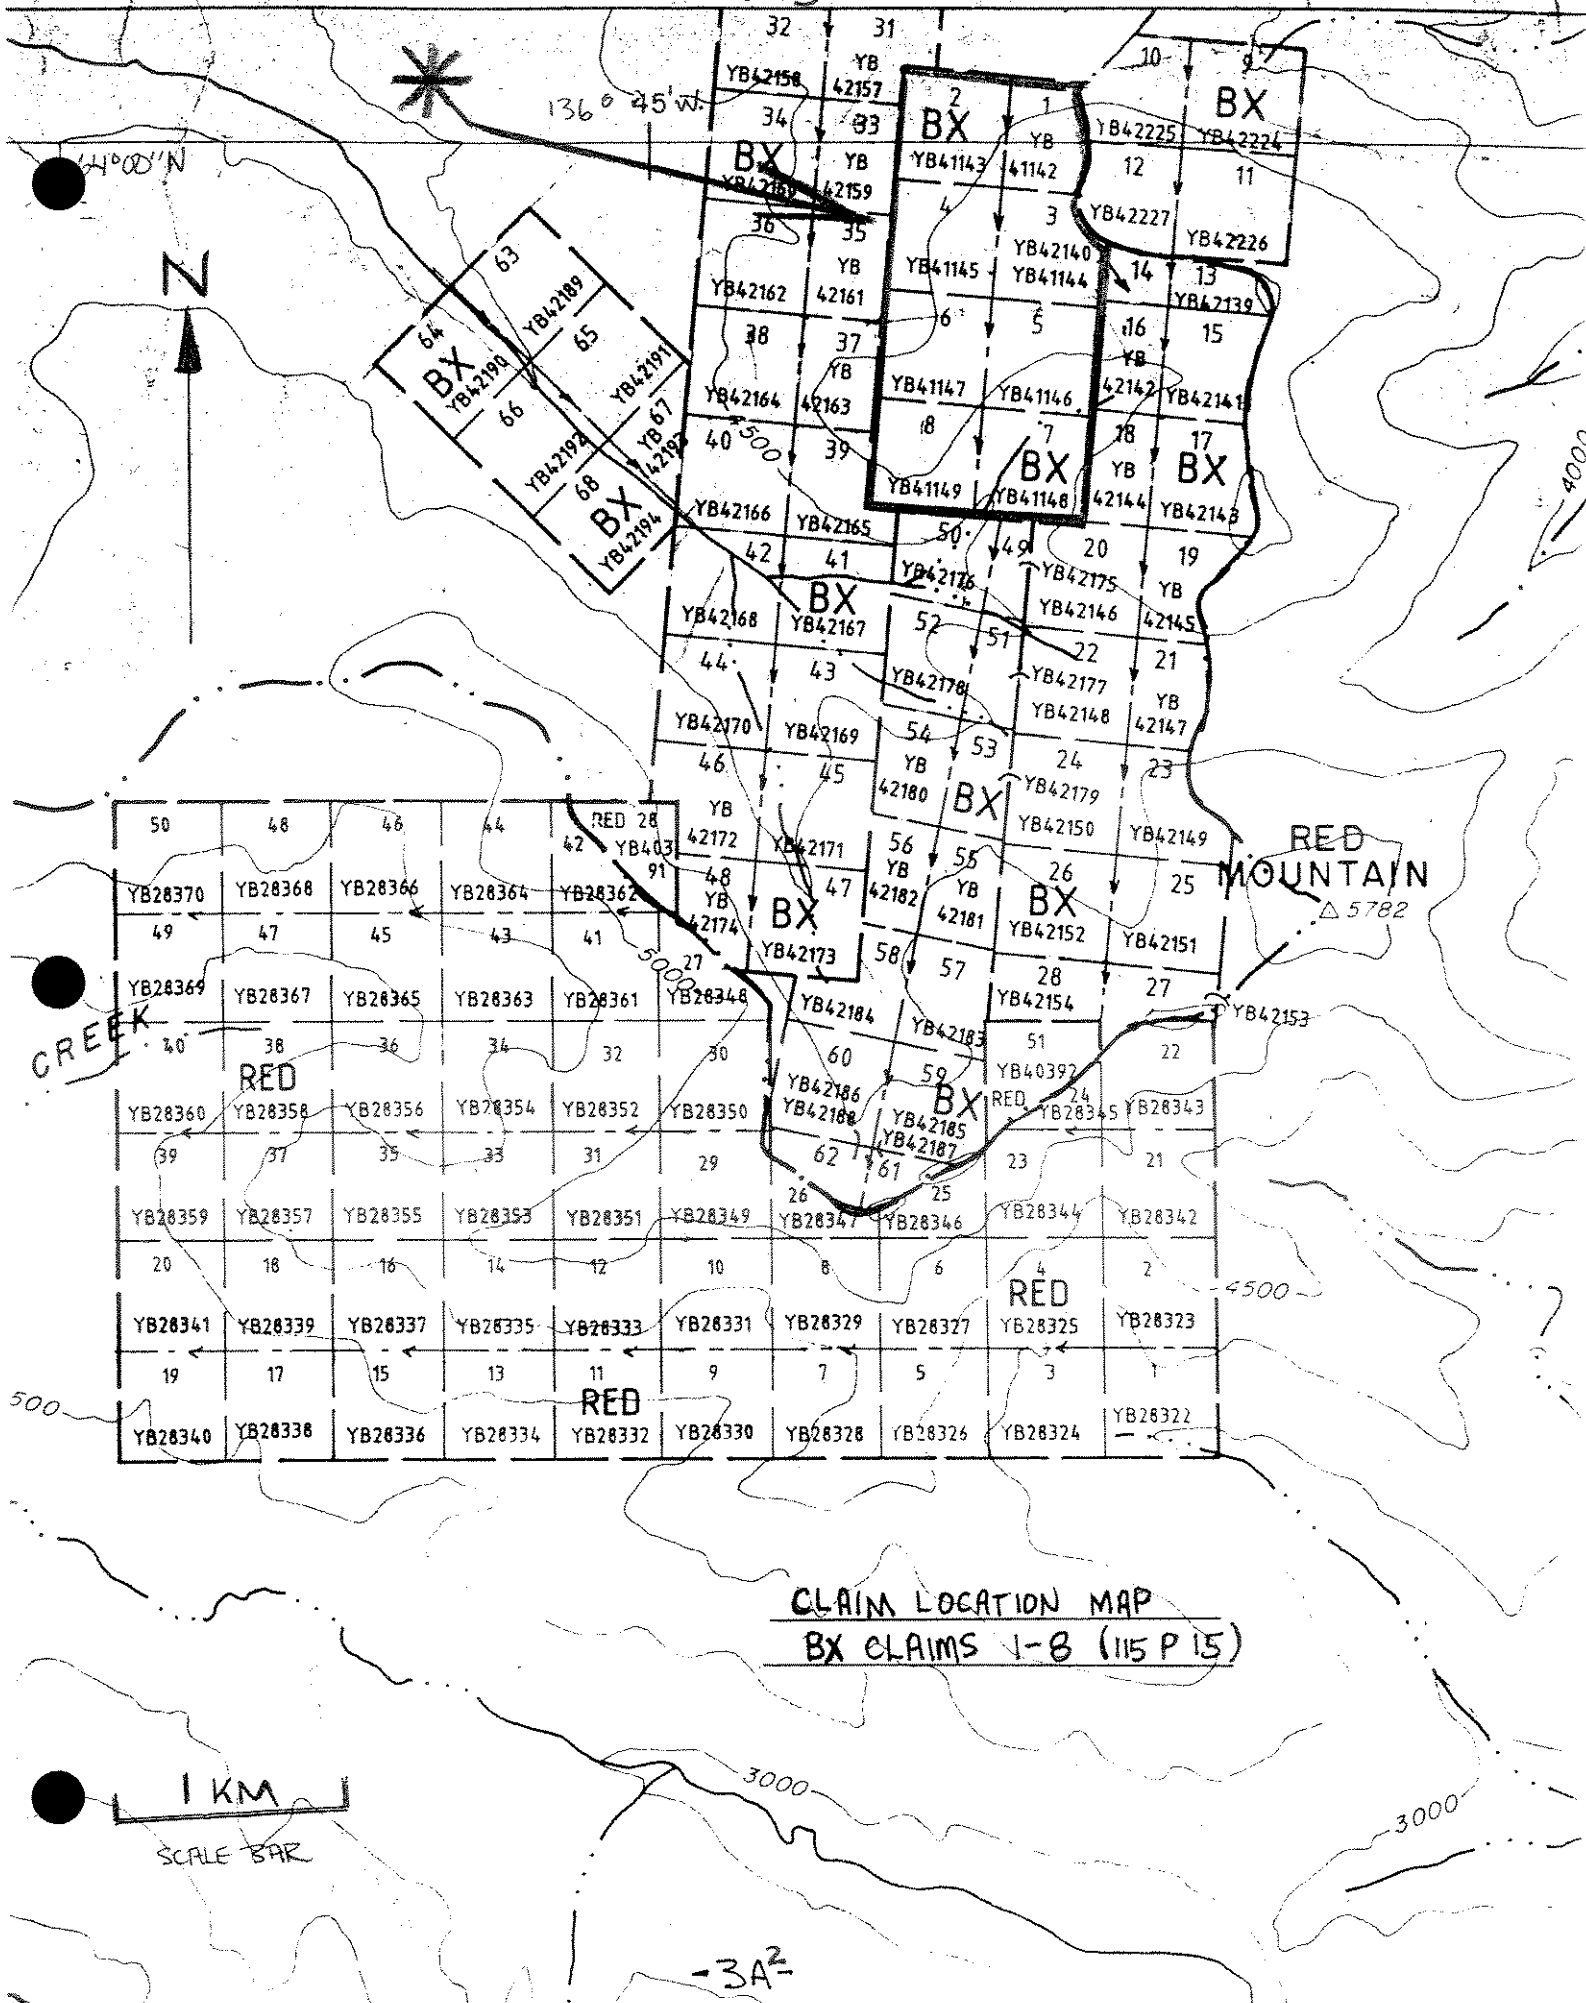 32 31
10 9
YB42158 YB 42157
2 1
BX BX
136° 45' W.
34 33
YB42225 YB42224
BX YB 42159
YB41143 YB 41142
12 11
°00''N
4 3
YB42227 YB42226
36 35
YB42140
YB41145 YB41144
14 13
N
63
YB42162 YB 42161
YB42139
YB42189
64 65
6 5
16 15
38 37
BX
YB42190 YB42191
YB42164 YB 42163
YB41147 YB41146
YB 42142 YB42141
66 67
40 39
4500
4000
8 7
18 17
BX BX
YB42192 YB 42193
68
BX
YB42194
YB41149 YB41148
YB 42144 YB42143
YB42166 YB42165
50 49
20 19
42 41
YB42176 YB42175
YB42146 YB 42145
BX
YB42168 YB42167
52 51
22 21
44 43
YB42178 YB42177
YB42148 YB 42147
YB42170 YB42169
54 53
24 23
46 45
YB 42180 YB42179
BX
YB42150 YB42149
50 48 46 44 42
RED 28
YB403 91
YB 42172 YB42171
56 55
26 25
RED
MOUNTAIN
△ 5782
YB28370 YB28368 YB28366 YB28364 YB28362
48 47
YB 42182 YB 42181
BX BX
YB 42174 YB42173
YB42152 YB42151
49 47 45 43 41
27
5000
58 57
28 27
YB28369 YB28367 YB28365 YB28363 YB28361 YB28348
YB42184 YB42183
YB42154 YB42153
CREEK
40 38 36 34 32 30
60 59
51 22
RED
YB40392
YB42186 YB42185
BX
RED 24
YB28360 YB28358 YB28356 YB28354 YB28352 YB28350
YB42188 YB42187
YB28345 YB28343
39 37 35 33 31 29
62 61
23 21
26 25
YB28359 YB28357 YB28355 YB28353 YB28351 YB28349 YB28347 YB28346 YB28344 YB28342
20 18 16 14 12 10 8 6 4 2
RED
4500
YB28341 YB28339 YB28337 YB28335 YB28333 YB28331 YB28329 YB28327 YB28325 YB28323
19 17 15 13 11 9 7 5 3 1
RED
500
YB28340 YB28338 YB28336 YB28334 YB28332 YB28330 YB28328 YB28326 YB28324 YB28322
CLAIM LOCATION MAP
BX CLAIMS 1-8 (115 P 15)
1 KM
SCALE BAR
3000
3000
-3A²-